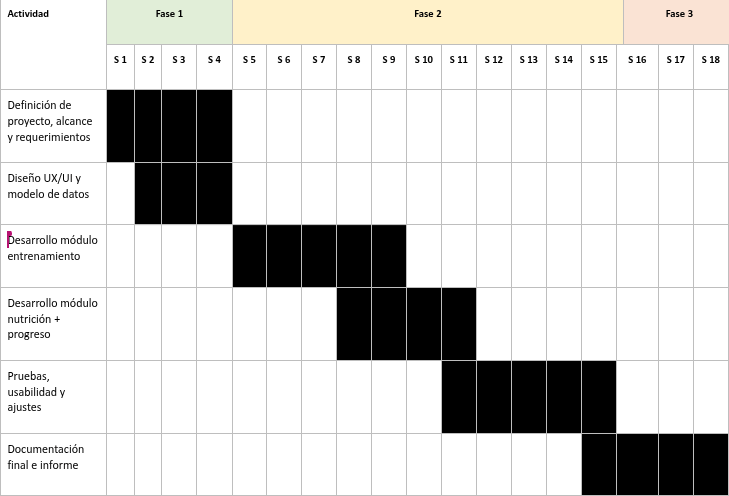 Actividad Fase 1 Fase 2 Fase 3
S 1 S 2 S 3 S 4 S 5 S 6 S 7 S 8 S 9 S 10 S 11 S 12 S 13 S 14 S 15 S 16 S 17 S 18
Definición de
proyecto, alcance
y requerimientos
Diseño UX/UI y
modelo de datos
Desarrollo módulo
entrenamiento
Desarrollo módulo
nutrición +
progreso
Pruebas,
usabilidad y
ajustes
Documentación
final e informe